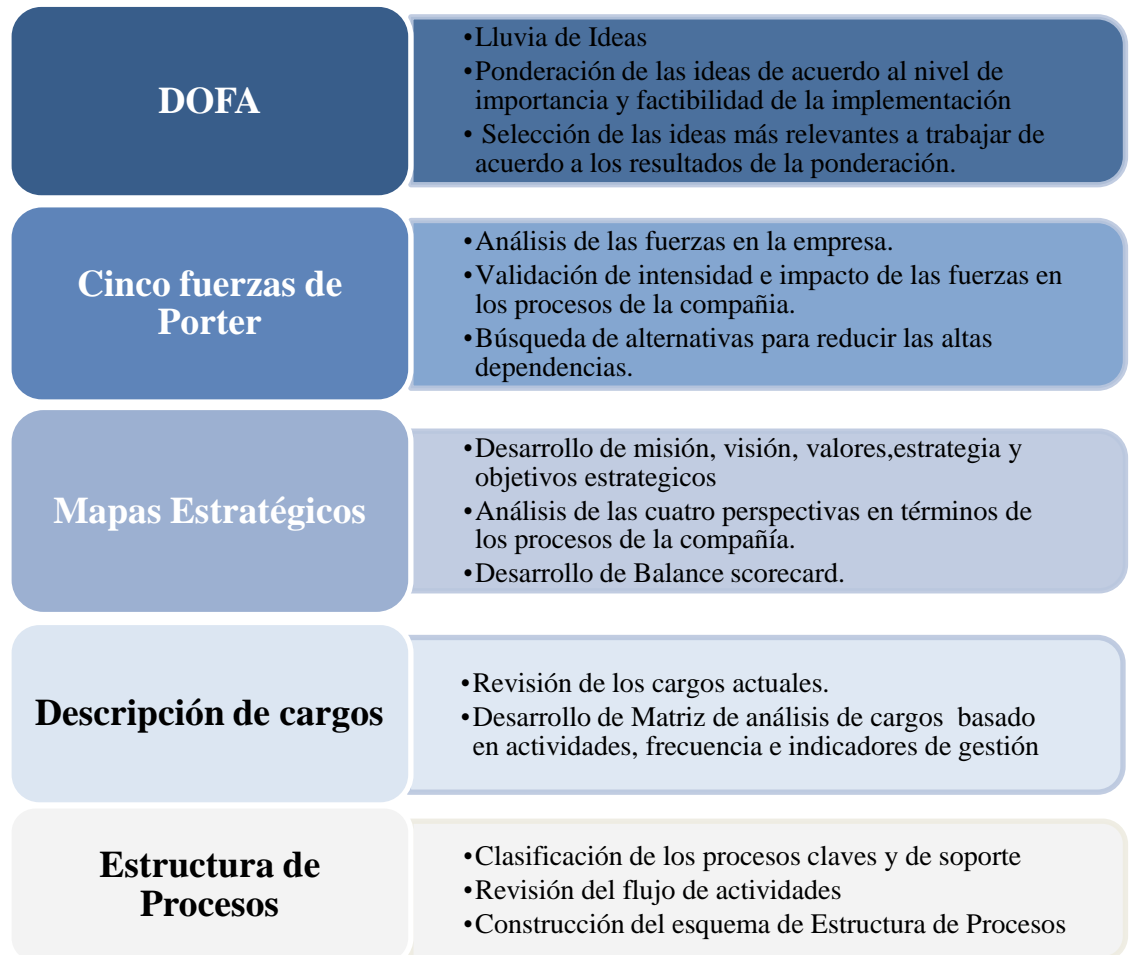 DOFA
•Lluvia de Ideas
•Ponderación de las ideas de acuerdo al nivel de
importancia y factibilidad de la implementación
• Selección de las ideas más relevantes a trabajar de
acuerdo a los resultados de la ponderación.
Cinco fuerzas de
Porter
•Análisis de las fuerzas en la empresa.
•Validación de intensidad e impacto de las fuerzas en
los procesos de la compañia.
•Búsqueda de alternativas para reducir las altas
dependencias.
Mapas Estratégicos
•Desarrollo de misión, visión, valores,estrategia y
objetivos estrategicos
•Análisis de las cuatro perspectivas en términos de
los procesos de la compañía.
•Desarrollo de Balance scorecard.
Descripción de cargos
•Revisión de los cargos actuales.
•Desarrollo de Matriz de análisis de cargos basado
en actividades, frecuencia e indicadores de gestión
Estructura de
Procesos
•Clasificación de los procesos claves y de soporte
•Revisión del flujo de actividades
•Construcción del esquema de Estructura de Procesos